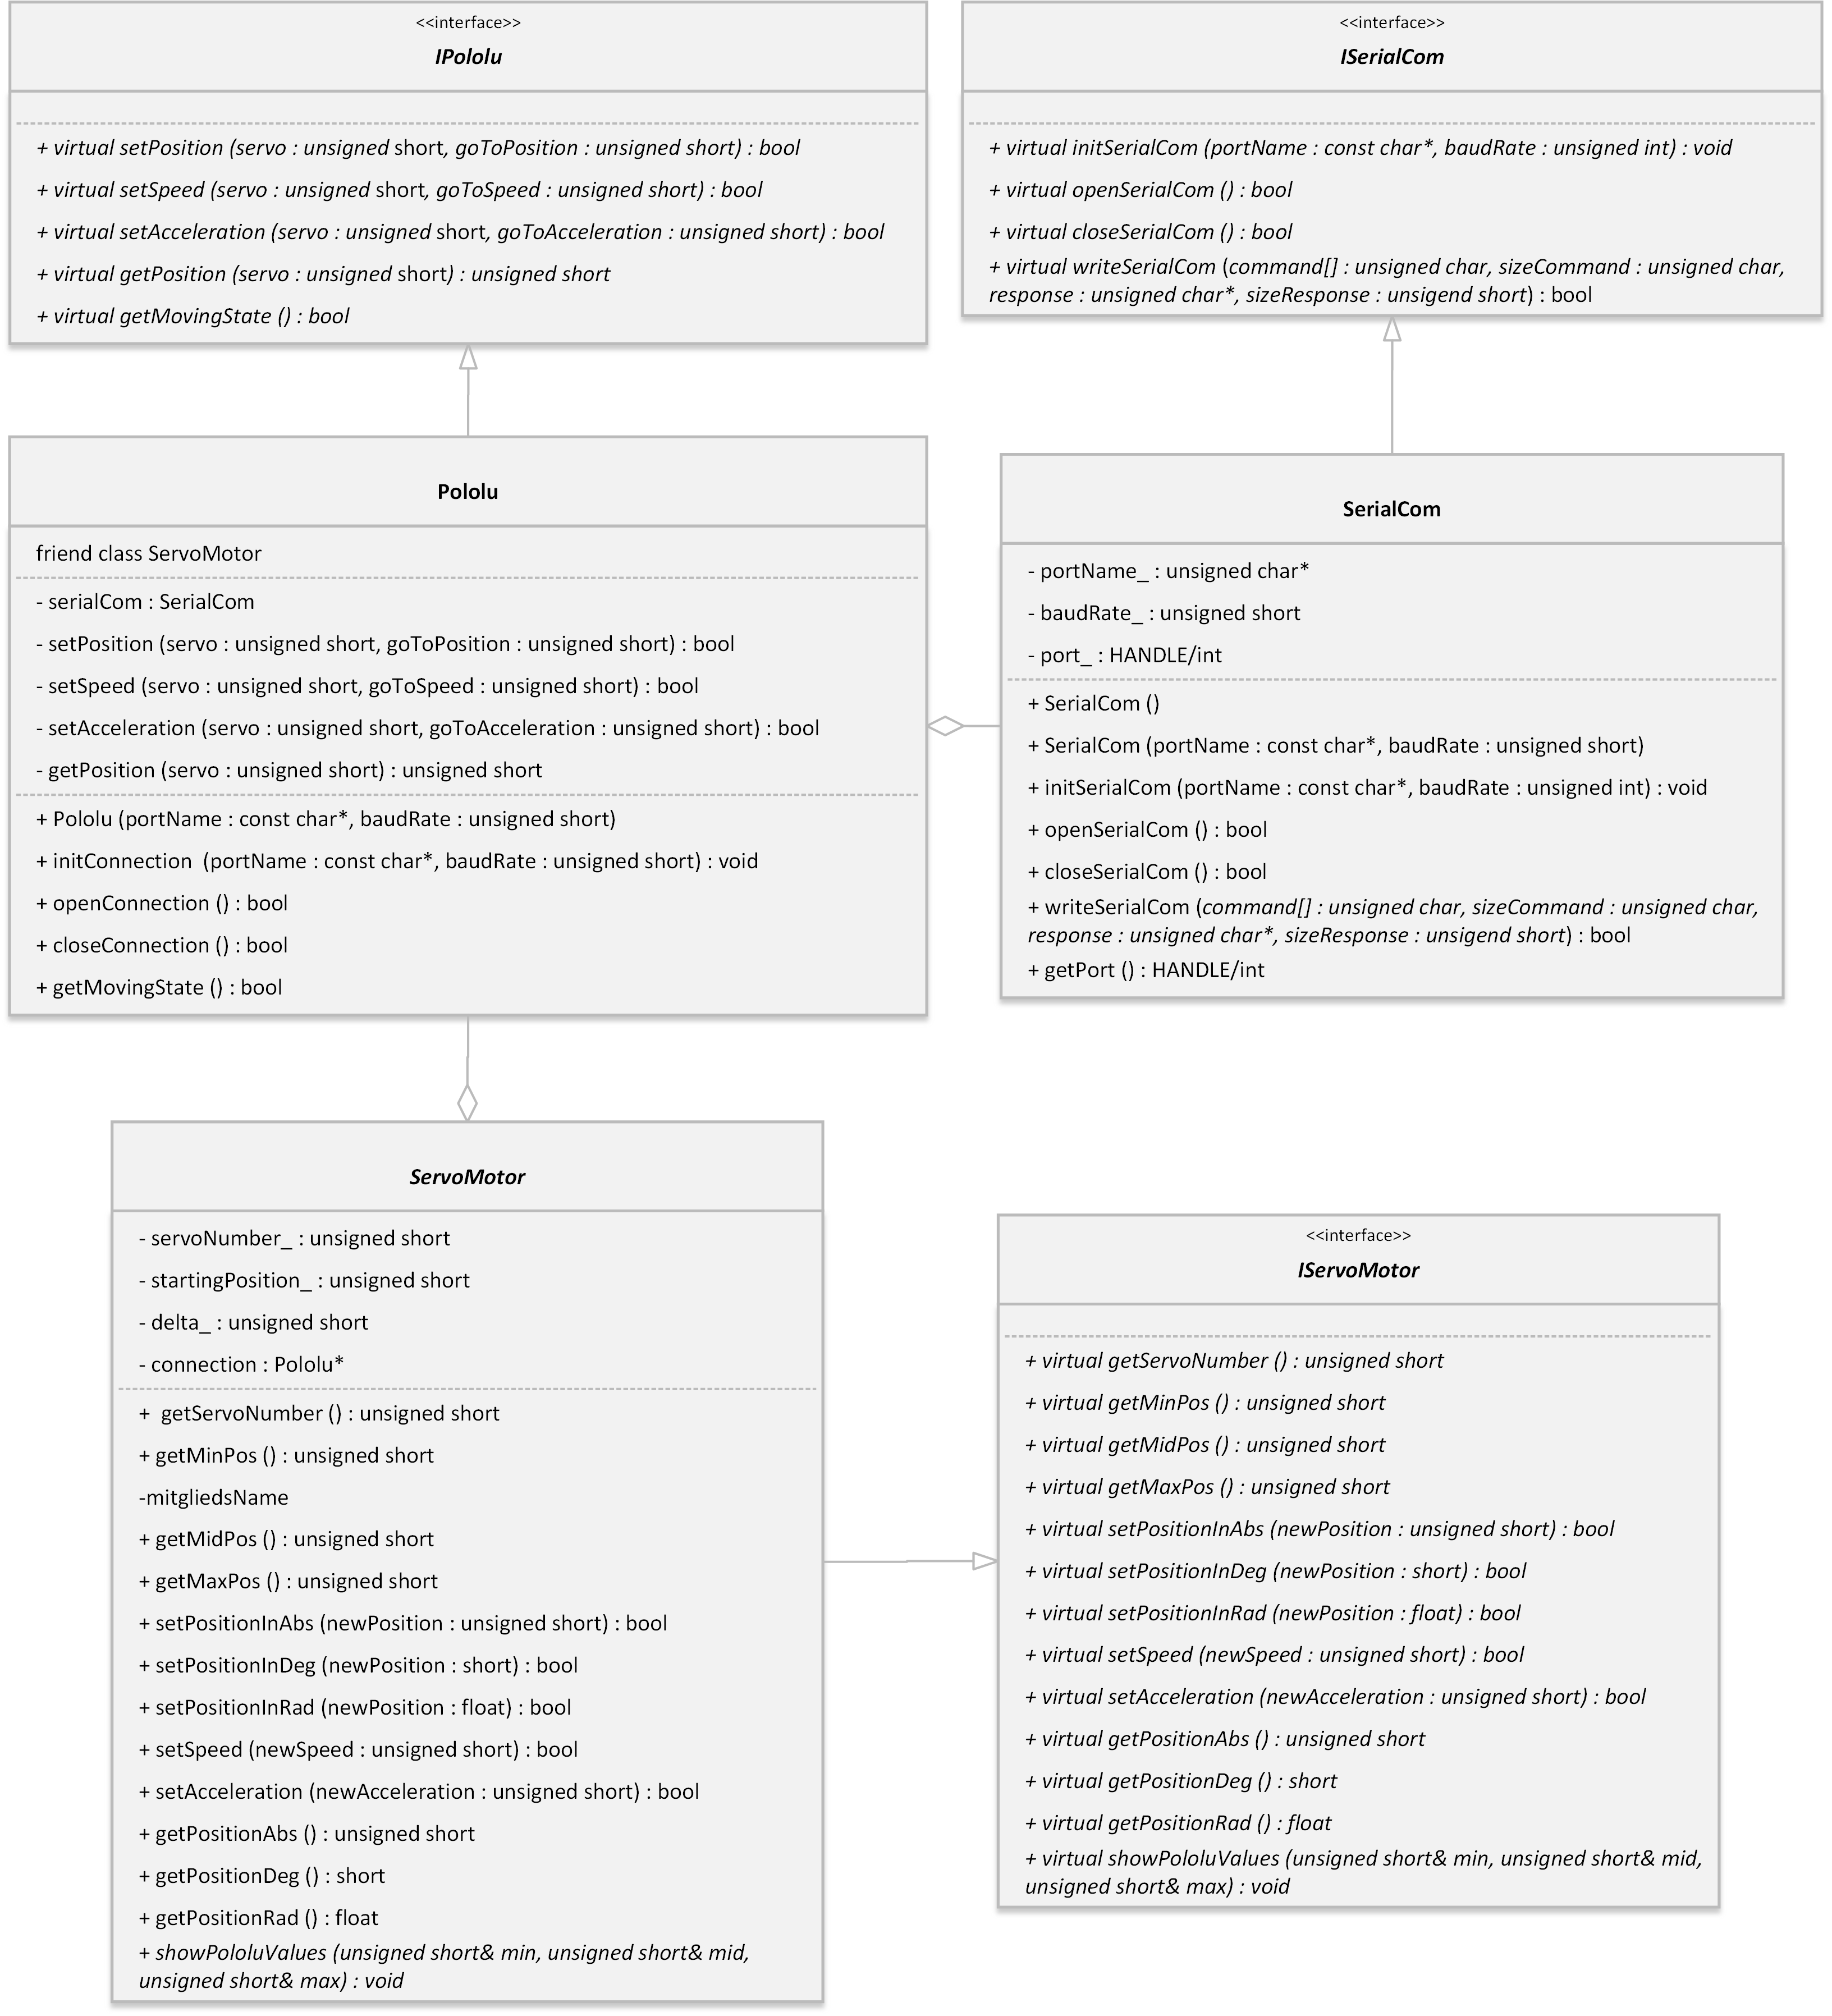 <<interface>>
IPololu
+ virtual setPosition (servo : unsigned short, goToPosition : unsigned short) : bool
+ virtual setSpeed (servo : unsigned short, goToSpeed : unsigned short) : bool
+ virtual setAcceleration (servo : unsigned short, goToAcceleration : unsigned short) : bool
+ virtual getPosition (servo : unsigned short) : unsigned short
+ virtual getMovingState () : bool
<<interface>>
ISerialCom
+ virtual initSerialCom (portName : const char*, baudRate : unsigned int) : void
+ virtual openSerialCom () : bool
+ virtual closeSerialCom () : bool
+ virtual writeSerialCom (command[] : unsigned char, sizeCommand : unsigned char,
response : unsigned char*, sizeResponse : unsigend short) : bool
Pololu
friend class ServoMotor
- serialCom : SerialCom
- setPosition (servo : unsigned short, goToPosition : unsigned short) : bool
- setSpeed (servo : unsigned short, goToSpeed : unsigned short) : bool
- setAcceleration (servo : unsigned short, goToAcceleration : unsigned short) : bool
- getPosition (servo : unsigned short) : unsigned short
+ Pololu (portName : const char*, baudRate : unsigned short)
+ initConnection  (portName : const char*, baudRate : unsigned short) : void
+ openConnection () : bool
+ closeConnection () : bool
+ getMovingState () : bool
SerialCom
- portName_ : unsigned char*
- baudRate_ : unsigned short
- port_ : HANDLE/int
+ SerialCom ()
+ SerialCom (portName : const char*, baudRate : unsigned short)
+ initSerialCom (portName : const char*, baudRate : unsigned int) : void
+ openSerialCom () : bool
+ closeSerialCom () : bool
+ writeSerialCom (command[] : unsigned char, sizeCommand : unsigned char,
response : unsigned char*, sizeResponse : unsigend short) : bool
+ getPort () : HANDLE/int
ServoMotor
- servoNumber_ : unsigned short
- startingPosition_ : unsigned short
- delta_ : unsigned short
- connection : Pololu*
+  getServoNumber () : unsigned short
+ getMinPos () : unsigned short
-mitgliedsName
+ getMidPos () : unsigned short
+ getMaxPos () : unsigned short
+ setPositionInAbs (newPosition : unsigned short) : bool
+ setPositionInDeg (newPosition : short) : bool
+ setPositionInRad (newPosition : float) : bool
+ setSpeed (newSpeed : unsigned short) : bool
+ setAcceleration (newAcceleration : unsigned short) : bool
+ getPositionAbs () : unsigned short
+ getPositionDeg () : short
+ getPositionRad () : float
+ showPololuValues (unsigned short& min, unsigned short& mid,
unsigned short& max) : void
<<interface>>
IServoMotor
+ virtual getServoNumber () : unsigned short
+ virtual getMinPos () : unsigned short
+ virtual getMidPos () : unsigned short
+ virtual getMaxPos () : unsigned short
+ virtual setPositionInAbs (newPosition : unsigned short) : bool
+ virtual setPositionInDeg (newPosition : short) : bool
+ virtual setPositionInRad (newPosition : float) : bool
+ virtual setSpeed (newSpeed : unsigned short) : bool
+ virtual setAcceleration (newAcceleration : unsigned short) : bool
+ virtual getPositionAbs () : unsigned short
+ virtual getPositionDeg () : short
+ virtual getPositionRad () : float
+ virtual showPololuValues (unsigned short& min, unsigned short& mid,
unsigned short& max) : void